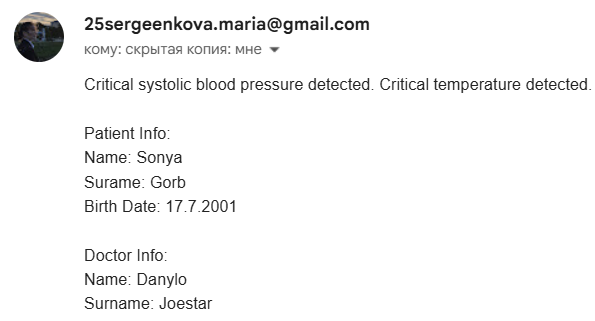 25sergeenkova.maria@gmail.com
кому: скрытая копия: мне
Critical systolic blood pressure detected. Critical temperature detected.
Patient Info:
Name: Sonya
Surame: Gorb
Birth Date: 17.7.2001
Doctor Info:
Name: Danylo
Surname: Joestar